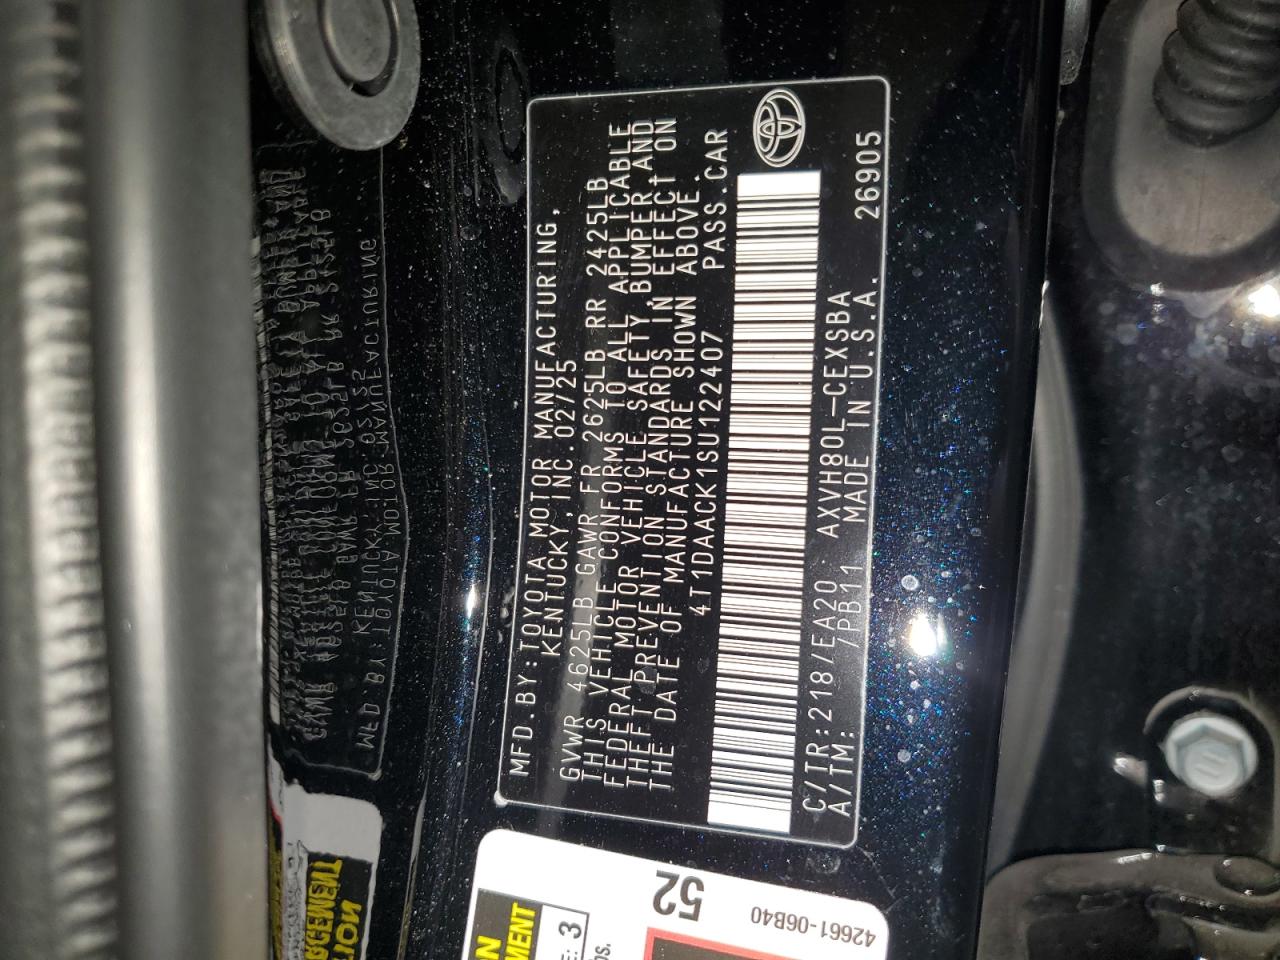 MFD.BY:TOYOTA MOTOR MANUFACTURING,
KENTUCKY,INC. 02/25
GVWR 4625LB GAWR FR 2625LB RR 2425LB
THIS VEHICLE CONFORMS TO ALL APPLICABLE
FEDERAL MOTOR VEHICLE SAFETY, BUMPER AND
THEFT PREVENTION STANDARDS IN EFFECT ON
THE DATE OF MANUFACTURE SHOWN ABOVE.
4T1DAACK1SU122407 PASS.CAR
C/TR:218/EA20 AXVH80L-CEXSBA
A/TM: /PB11 MADE IN U.S.A. 26905
52
42661-06B40
MENT
3